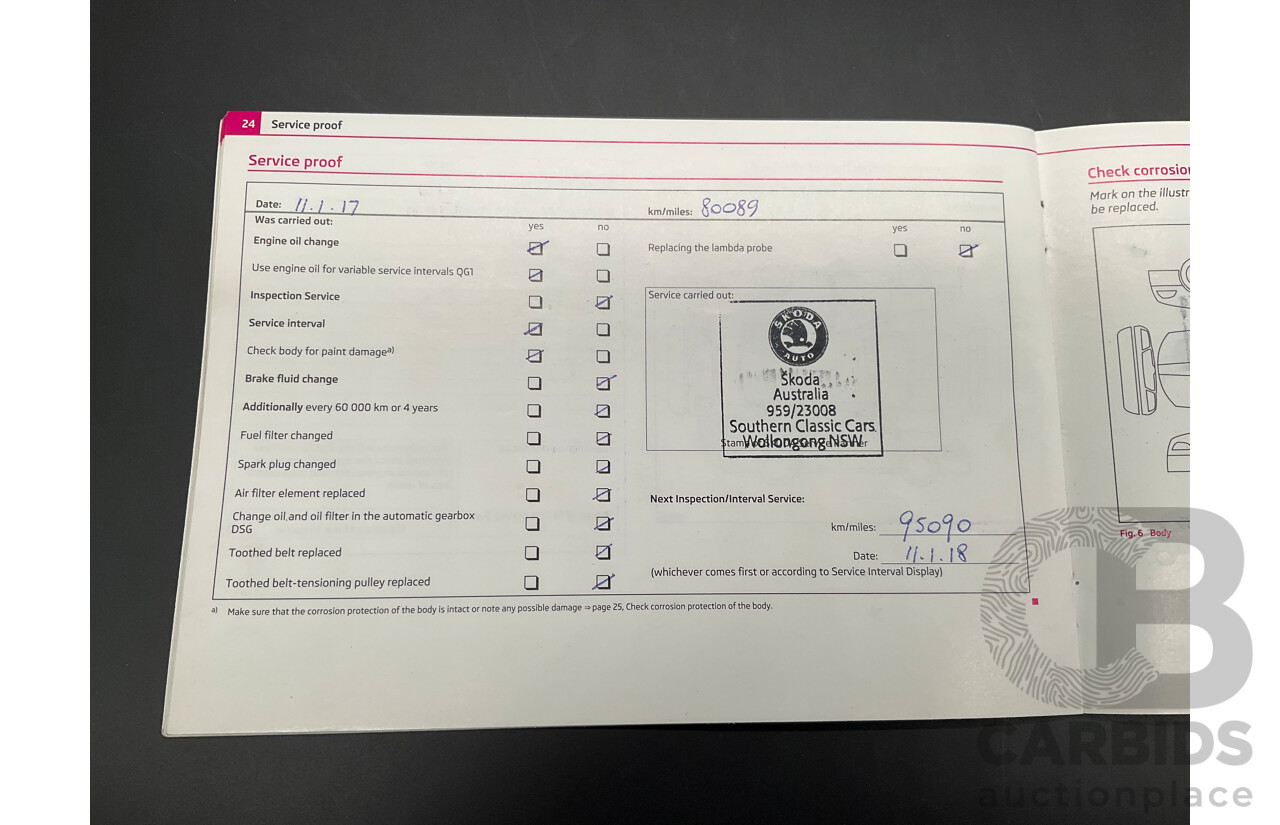 24 Service proof
Service proof
Date: 11.1.17 km/miles: 80089
Was carried out: yes no yes no
Engine oil change
Replacing the lambda probe
Use engine oil for variable service intervals QG1
Inspection Service
Service interval
Check body for paint damage a)
Brake fluid change
Additionally every 60 000 km or 4 years
Fuel filter changed
Spark plug changed
Air filter element replaced
Change oil and oil filter in the automatic gearbox
DSG
Toothed belt replaced
Toothed belt-tensioning pulley replaced
Service carried out:
SKODA
AUTO
Škoda
Australia
959/23008
Southern Classic Cars
Wollongong NSW
Next Inspection/Interval Service:
km/miles: 95090
Date: 11.1.18
(whichever comes first or according to Service Interval Display)
a) Make sure that the corrosion protection of the body is intact or note any possible damage ⇒ page 25, Check corrosion protection of the body.
Check corrosion
Mark on the illustr
be replaced.
Fig. 6 Body
CB
CARBIDS
auctionplace